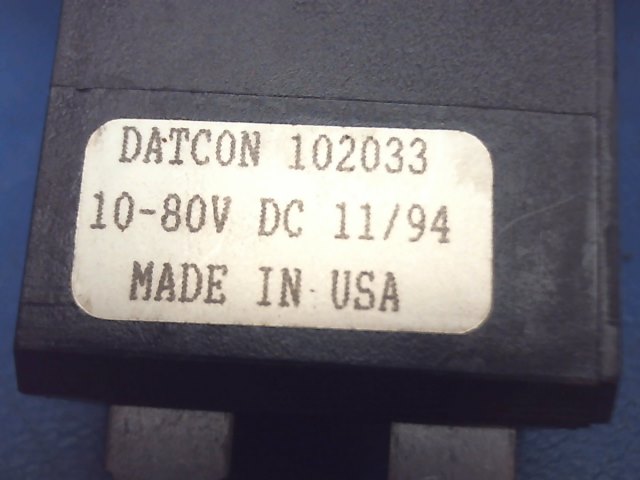 DATCON 102033
10-80V DC 11/94
MADE IN USA